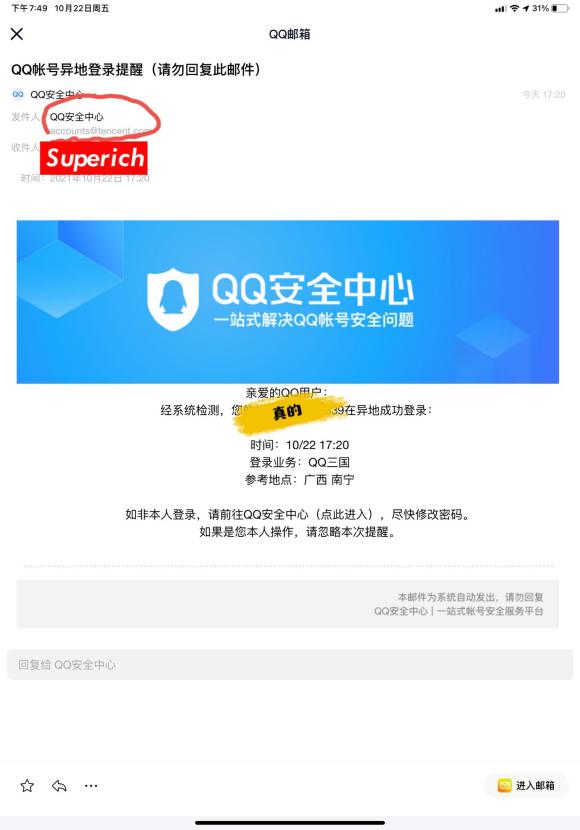 下午7:49 10月22日周五
31%
QQ邮箱
QQ帐号异地登录提醒（请勿回复此邮件）
QQ安全中心
今天 17:20
发件人 QQ安全中心
accounts@tencent.com
收件人
Superich
时间： 2021年10月22日 17:20
QQ安全中心
一站式解决QQ帐号安全问题
亲爱的QQ用户：
经系统检测，您 真的 39在异地成功登录：
时间：10/22 17:20
登录业务：QQ三国
参考地点：广西 南宁
如非本人登录，请前往QQ安全中心（点此进入），尽快修改密码。
如果是您本人操作，请忽略本次提醒。
本邮件为系统自动发出，请勿回复
QQ安全中心 | 一站式帐号安全服务平台
回复给 QQ安全中心
进入邮箱